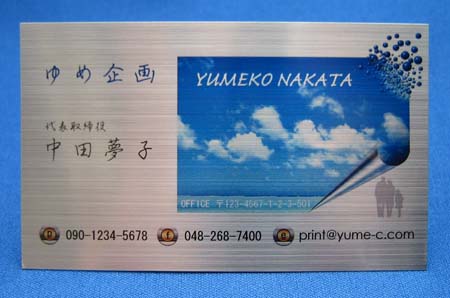 ゆめ企画
代表取締役
中田夢子
YUMEKO NAKATA
OFFICE 〒123-4567-1-2-3-501
090-1234-5678 048-268-7400 print@yume-c.com